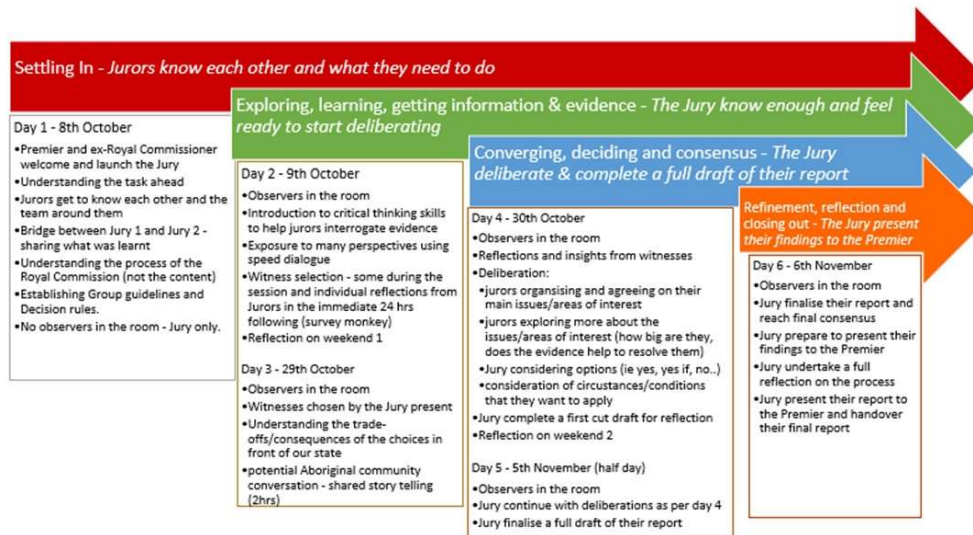 Settling In - Jurors know each other and what they need to do
Day 1 - 8th October
•Premier and ex-Royal Commissioner
welcome and launch the Jury
•Understanding the task ahead
•Jurors get to know each other and the
team around them
•Bridge between Jury 1 and Jury 2 -
sharing what was learnt
•Understanding the process of the
Royal Commission (not the content)
•Establishing Group guidelines and
Decision rules.
•No observers in the room - Jury only.
Exploring, learning, getting information & evidence - The Jury know enough and feel
ready to start deliberating
Day 2 - 9th October
•Observers in the room
•Introduction to critical thinking skills
to help jurors interrogate evidence
•Exposure to many perspectives using
speed dialogue
•Witness selection - some during the
session and individual reflections from
Jurors in the immediate 24 hrs
following (survey monkey)
•Reflection on weekend 1
Day 3 - 29th October
•Observers in the room
•Witnesses chosen by the Jury present
•Understanding the trade-
offs/consequences of the choices in
front of our state
•potential Aboriginal community
conversation - shared story telling
(2hrs)
Converging, deciding and consensus - The Jury
deliberate & complete a full draft of their report
Day 4 - 30th October
•Observers in the room
•Reflections and insights from witnesses
•Deliberation:
•jurors organising and agreeing on their
main issues/areas of interest
•jurors exploring more about the
issues/areas of interest (how big are they,
does the evidence help to resolve them)
•Jury considering options (ie yes, yes if, no..)
•consideration of circustances/conditions
that they want to apply
•Jury complete a first cut draft for reflection
•Reflection on weekend 2
Day 5 - 5th November (half day)
•Observers in the room
•Jury continue with deliberations as per day 4
•Jury finalise a full draft of their report
Refinement, reflection and
closing out - The Jury present
their findings to the Premier
Day 6 - 6th November
•Observers in the room
•Jury finalise their report and
reach final consensus
•Jury prepare to present their
findings to the Premier
•Jury undertake a full
reflection on the process
•Jury present their report to
the Premier and handover
their final report